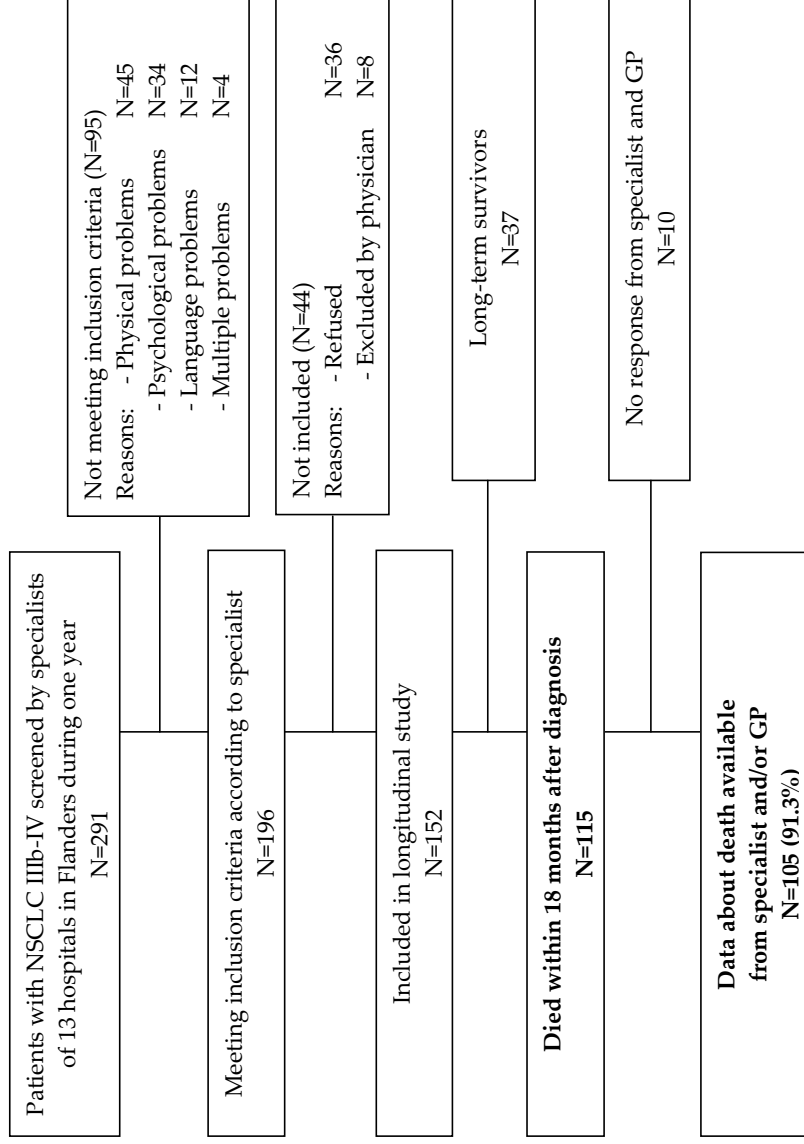 Patients with NSCLC IIIb-IV screened by specialists
of 13 hospitals in Flanders during one year
N=291
Not meeting inclusion criteria (N=95)
Reasons: - Physical problems N=45
- Psychological problems N=34
- Language problems N=12
- Multiple problems N=4
Meeting inclusion criteria according to specialist
N=196
Not included (N=44)
Reasons: - Refused N=36
- Excluded by physician N=8
Included in longitudinal study
N=152
Long-term survivors
N=37
Died within 18 months after diagnosis
N=115
No response from specialist and GP
N=10
Data about death available
from specialist and/or GP
N=105 (91.3%)